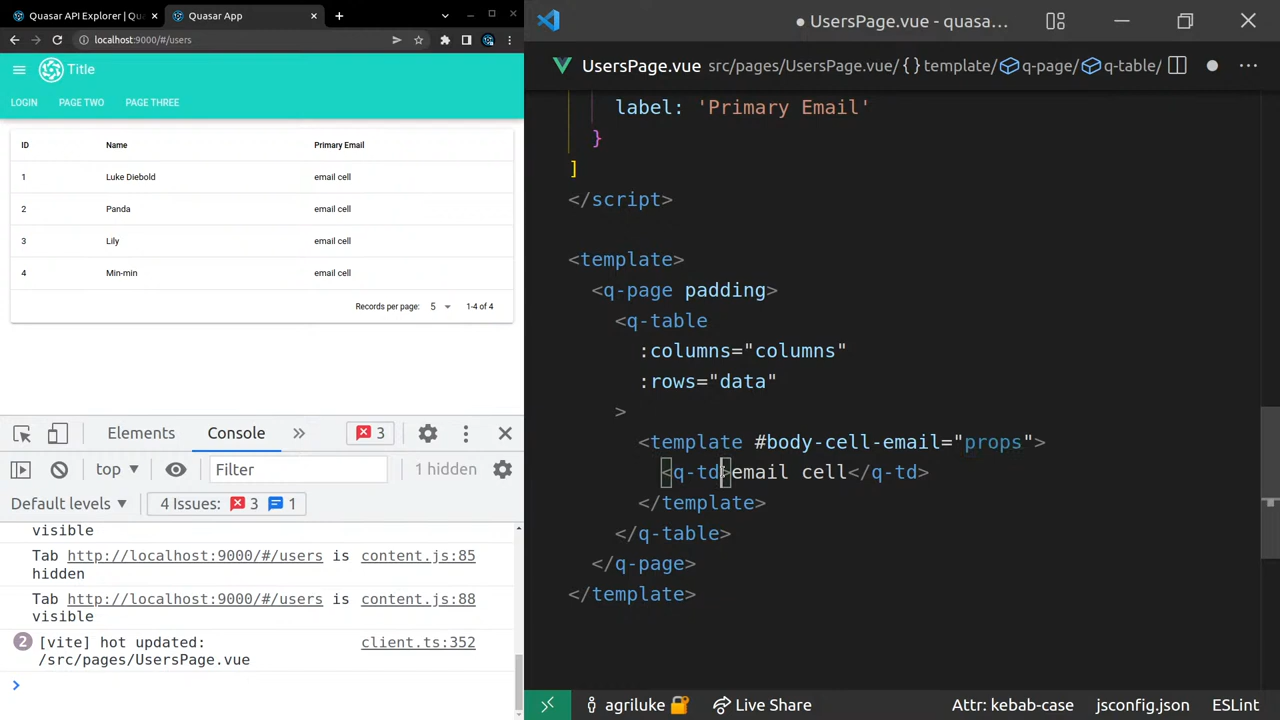 Quasar API Explorer | Qu
Quasar App
localhost:9000/#/users
Title
LOGIN PAGE TWO PAGE THREE
ID Name Primary Email
1 Luke Diebold email cell
2 Panda email cell
3 Lily email cell
4 Min-min email cell
Records per page: 5 1-4 of 4
Elements Console 3
top Filter 1 hidden
Default levels 4 Issues: 3 1
visible
Tab http://localhost:9000/#/users is content.js:85
hidden
Tab http://localhost:9000/#/users is content.js:88
visible
2 [vite] hot updated: client.ts:352
/src/pages/UsersPage.vue
● UsersPage.vue - quasa...
UsersPage.vue src/pages/UsersPage.vue/ {} template/ q-page/ q-table/
label: 'Primary Email'
}
]
</script>
<template>
<q-page padding>
<q-table
:columns="columns"
:rows="data"
>
<template #body-cell-email="props">
<q-td>email cell</q-td>
</template>
</q-table>
</q-page>
</template>
agriluke Live Share Attr: kebab-case jsconfig.json ESLint